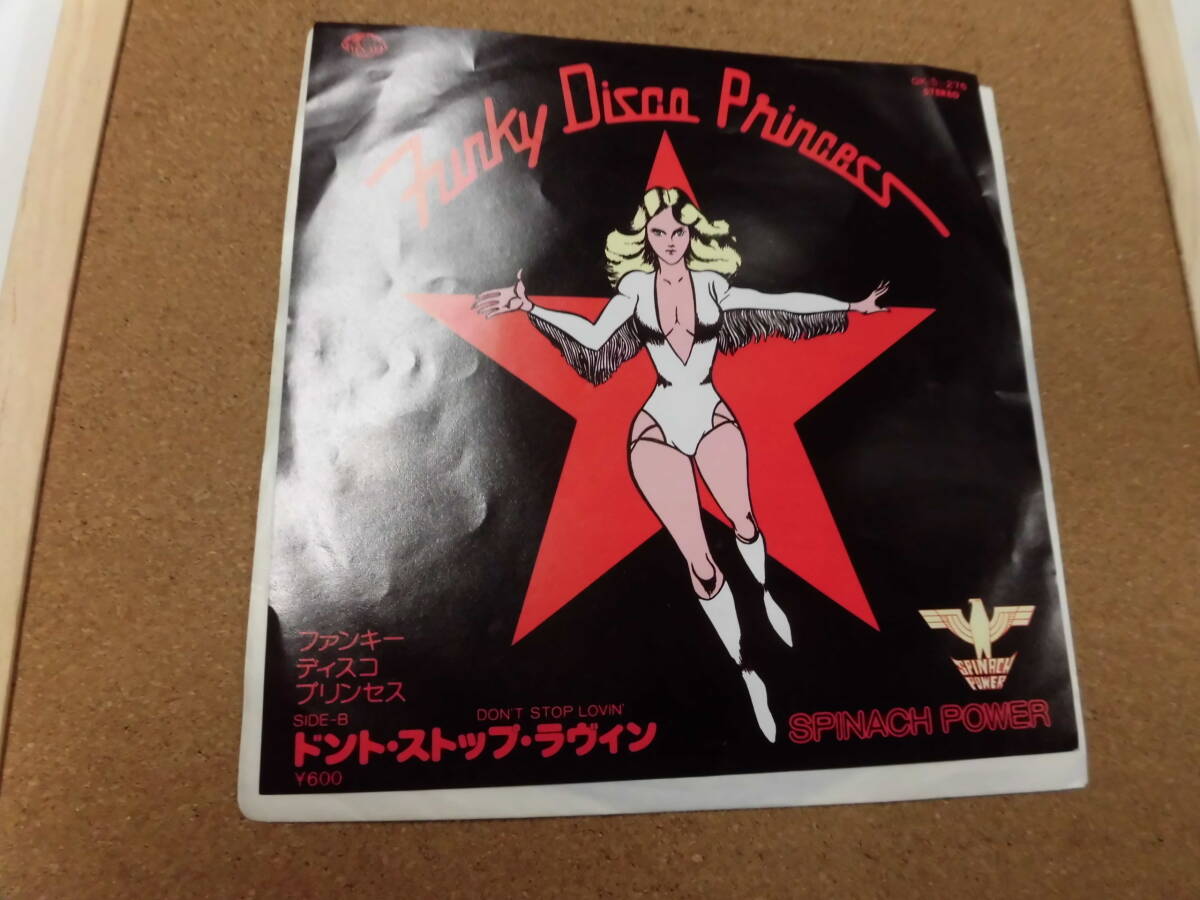 Funky Disco Princess
STEREO
ファンキー
ディスコ
プリンセス
SIDE-B
DON'T STOP LOVIN'
ドント・ストップ・ラヴィン
¥600
SPINACH
POWER
SPINACH POWER